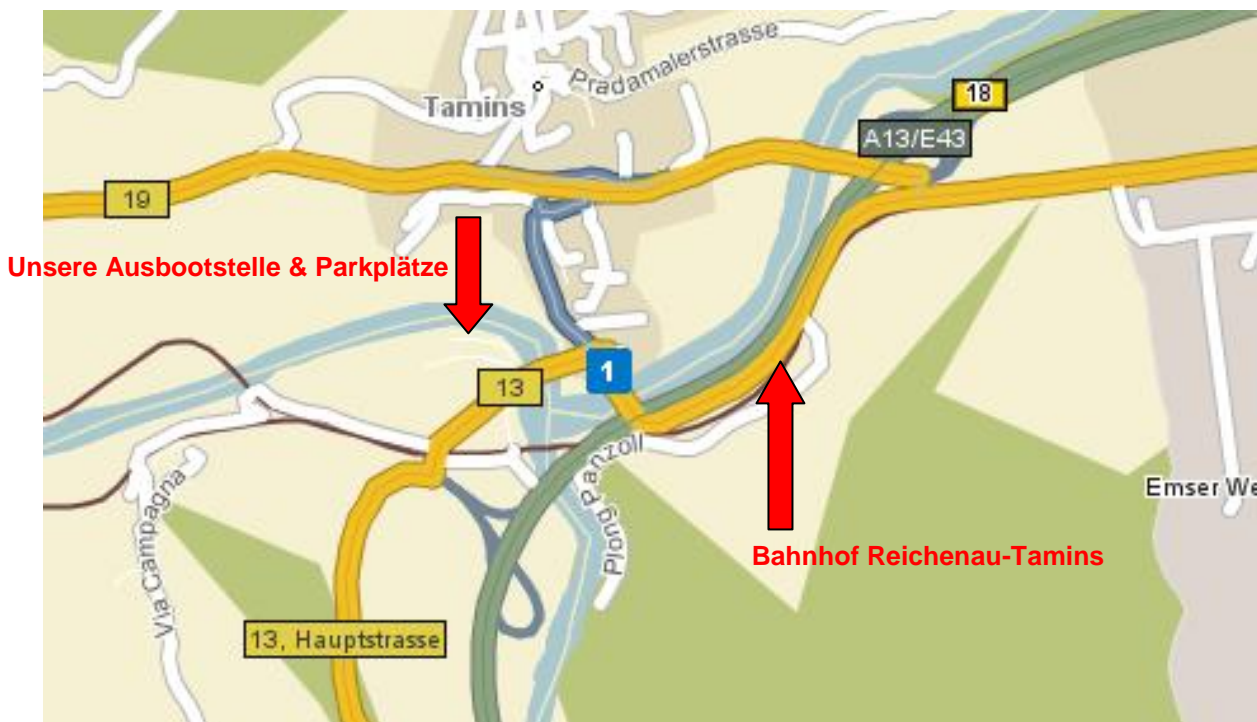 Pradamalerstrasse
Tamins
18
A13/E43
19
Unsere Ausbootstelle & Parkplätze
1
13
Plong Panzoll
Via Campagna
Emser We
Bahnhof Reichenau-Tamins
13, Hauptstrasse